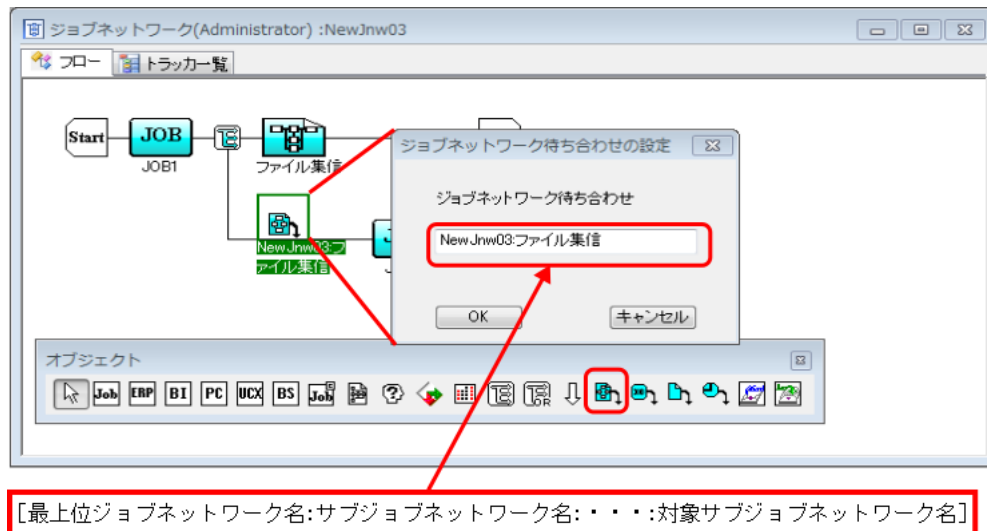 ジョブネットワーク(Administrator) :NewJnw03
フロー トラッカー覧
Start
JOB
JOB1
ファイル集信
NewJnw03:フ
ァイル集信
ジョブネットワーク待ち合わせの設定
ジョブネットワーク待ち合わせ
NewJnw03:ファイル集信
OK キャンセル
オブジェクト
Job ERP BI PC UCX BS Job OR
[最上位ジョブネットワーク名:サブジョブネットワーク名:・・・:対象サブジョブネットワーク名]